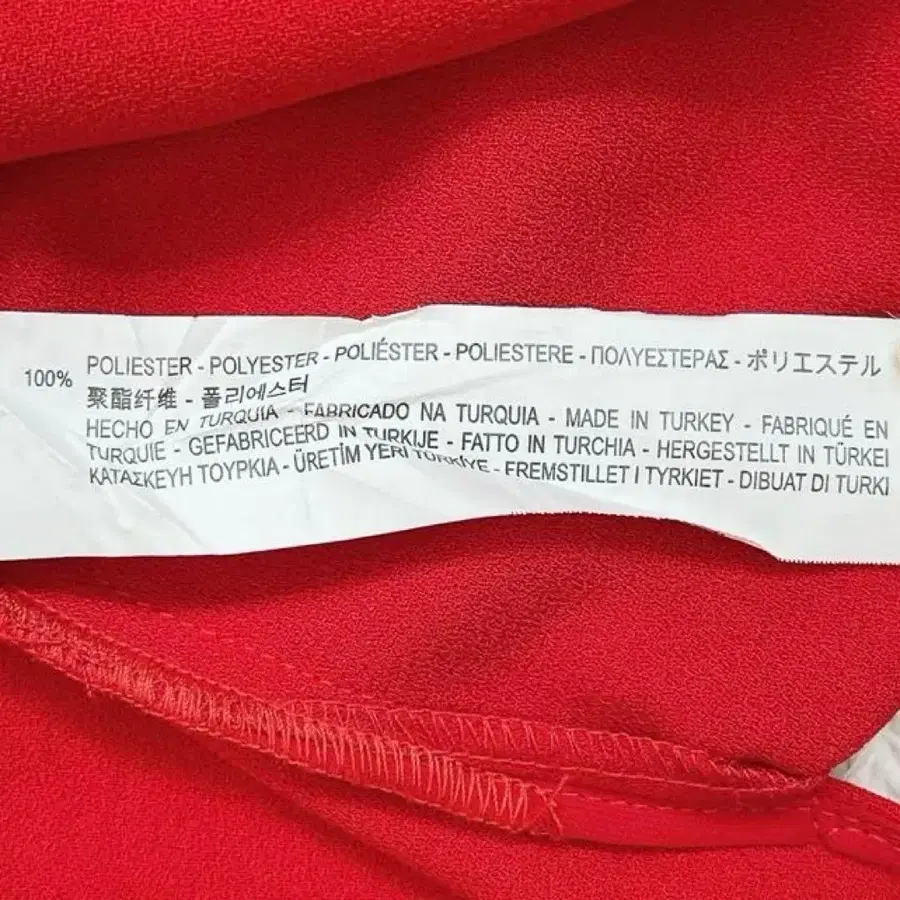 100% POLIESTER - POLYESTER - POLIÉSTER - POLIESTERE - ΠΟΛΥΕΣΤΕΡΑΣ - ポリエステル
聚酯纤维 - 폴리에스터
HECHO EN TURQUIA - FABRICADO NA TURQUIA - MADE IN TURKEY - FABRIQUÉ EN
TURQUIE - GEFABRICEERD IN TURKIJE - FATTO IN TURCHIA - HERGESTELLT IN TÜRKEI
ΚΑΤΑΣΚΕΥΗ ΤΟΥΡΚΙΑ - ÜRETİM YERİ TÜRKİYE - FREMSTILLET I TYRKIET - DIBUAT DI TURKI